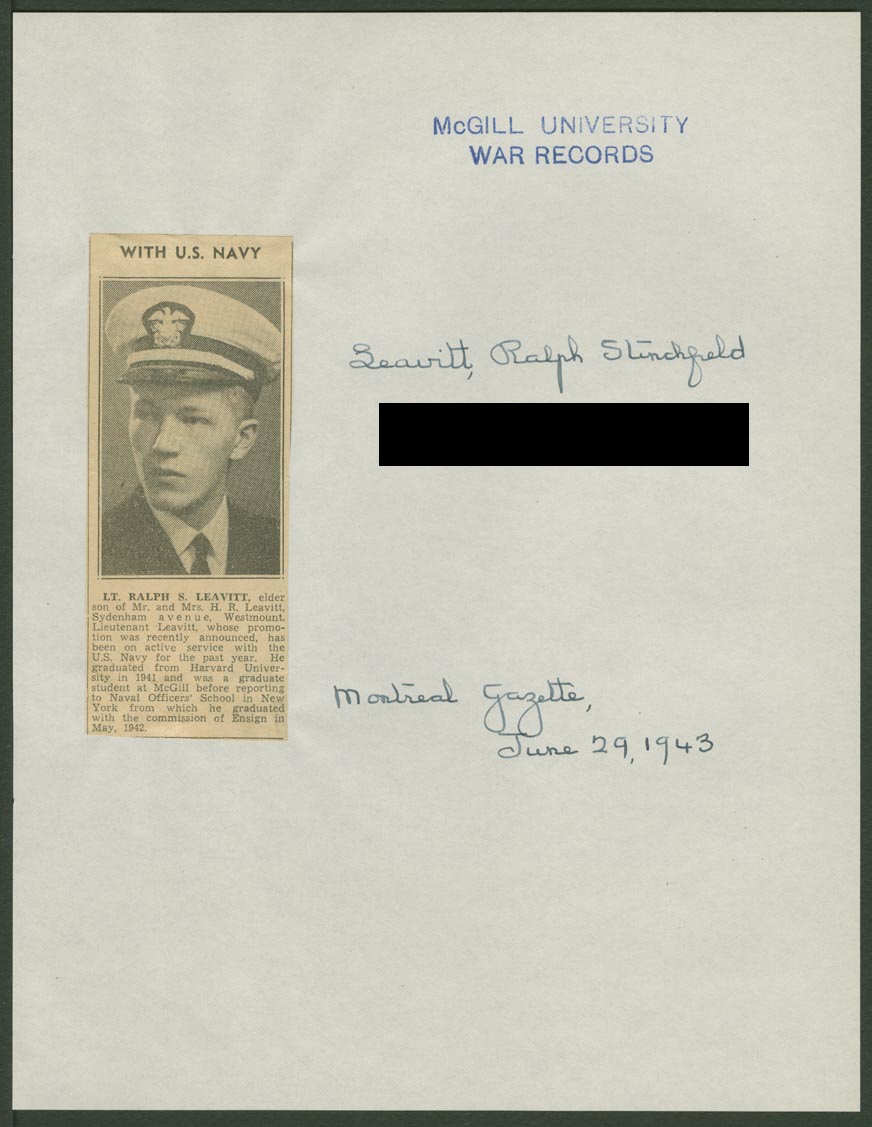 McGILL UNIVERSITY
WAR RECORDS
WITH U.S. NAVY
Leavitt, Ralph Stinchfield
LT. RALPH S. LEAVITT, elder
son of Mr. and Mrs. H. R. Leavitt,
Sydenham avenue, Westmount.
Lieutenant Leavitt, whose promo-
tion was recently announced, has
been on active service with the
U.S. Navy for the past year. He
graduated from Harvard Univer-
sity in 1941 and was a graduate
student at McGill before reporting
to Naval Officers' School in New
York from which he graduated
with the commission of Ensign in
May, 1942.
Montreal Gazette,
June 29, 1943